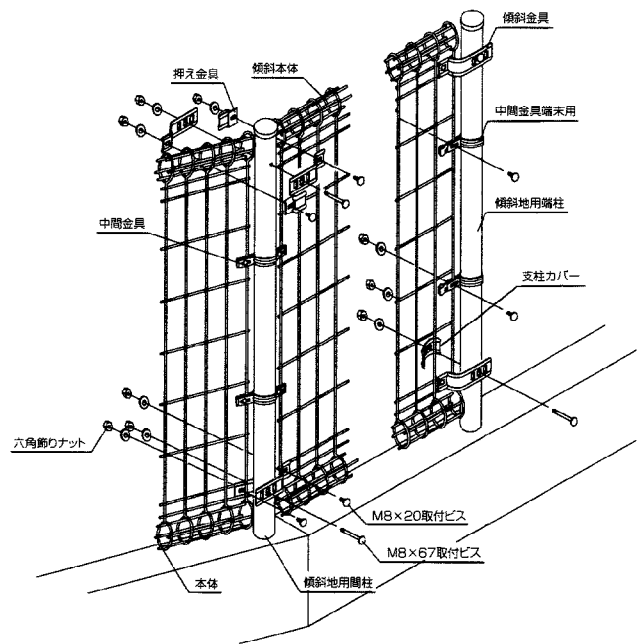 傾斜金具
押え金具
傾斜本体
中間金具端末用
中間金具
傾斜地用端柱
支柱カバー
六角飾りナット
M8×20取付ビス
M8×67取付ビス
本体
傾斜地用間柱